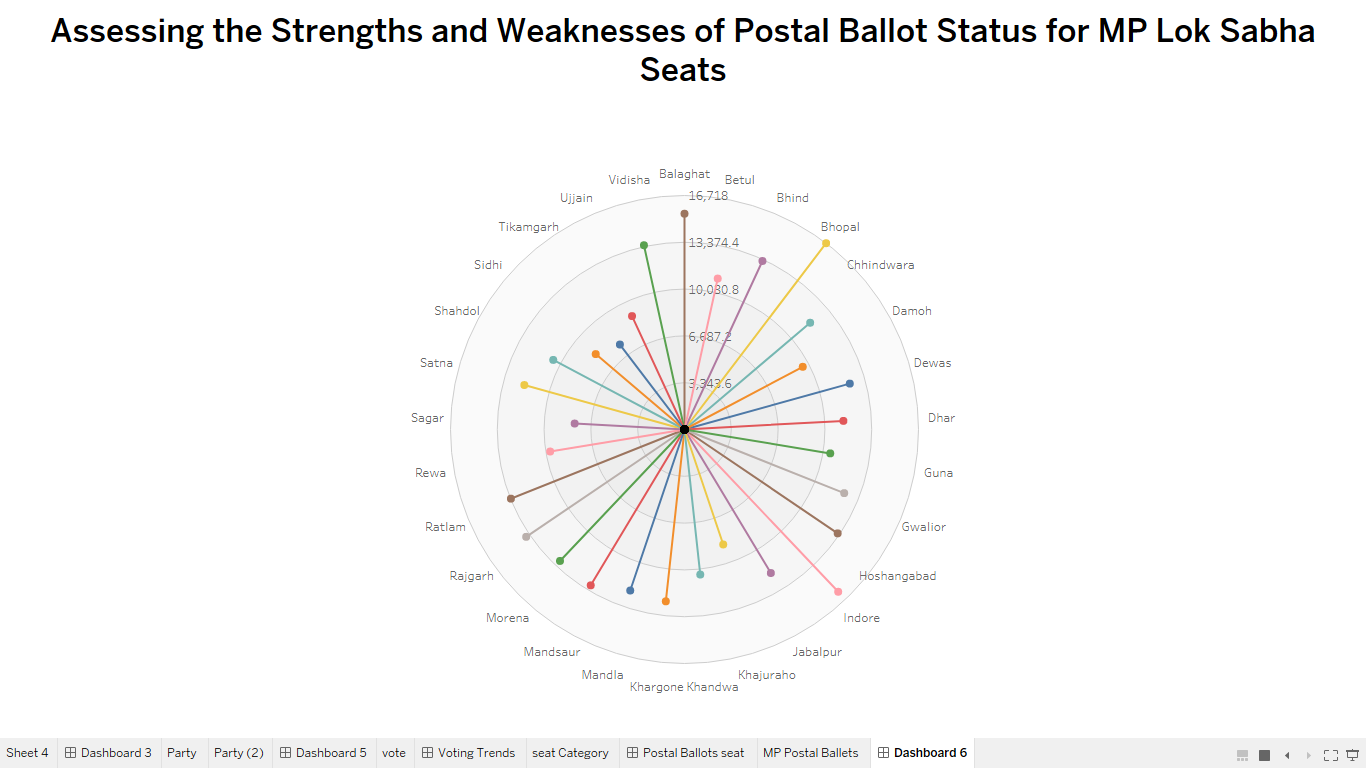 Assessing the Strengths and Weaknesses of Postal Ballot Status for MP Lok Sabha
Seats
Balaghat
Vidisha
Betul
16,718
Ujjain
Bhind
Tikamgarh
Bhopal
13,374.4
Sidhi
Chhindwara
10,030.8
Shahdol
Damoh
6,687.2
Satna
Dewas
3,343.6
Sagar
Dhar
Rewa
Guna
Ratlam
Gwalior
Rajgarh
Hoshangabad
Morena
Indore
Mandsaur
Jabalpur
Mandla
Khajuraho
Khargone Khandwa
Sheet 4 Dashboard 3 Party Party (2) Dashboard 5 vote Voting Trends seat Category Postal Ballots seat MP Postal Ballets Dashboard 6